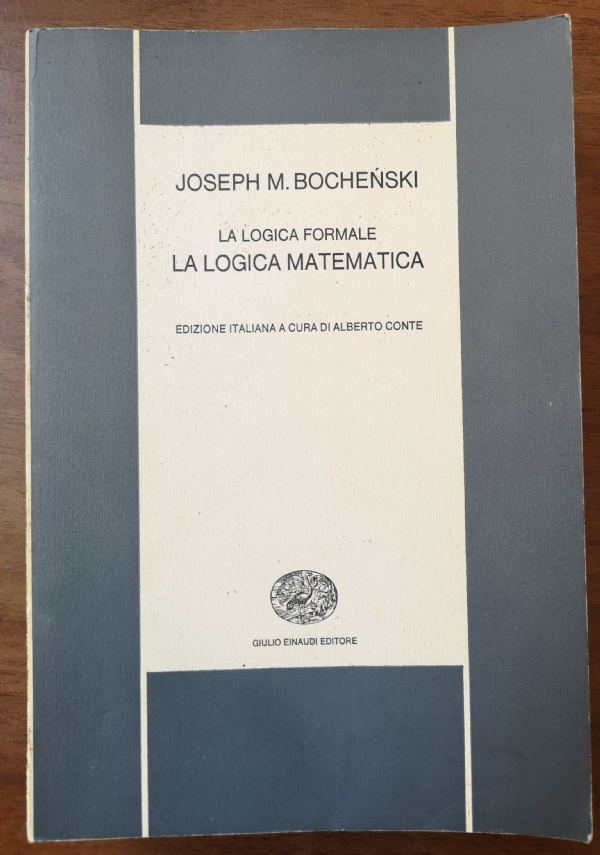 JOSEPH M. BOCHEŃSKI
LA LOGICA FORMALE
LA LOGICA MATEMATICA
EDIZIONE ITALIANA A CURA DI ALBERTO CONTE
GIULIO EINAUDI EDITORE